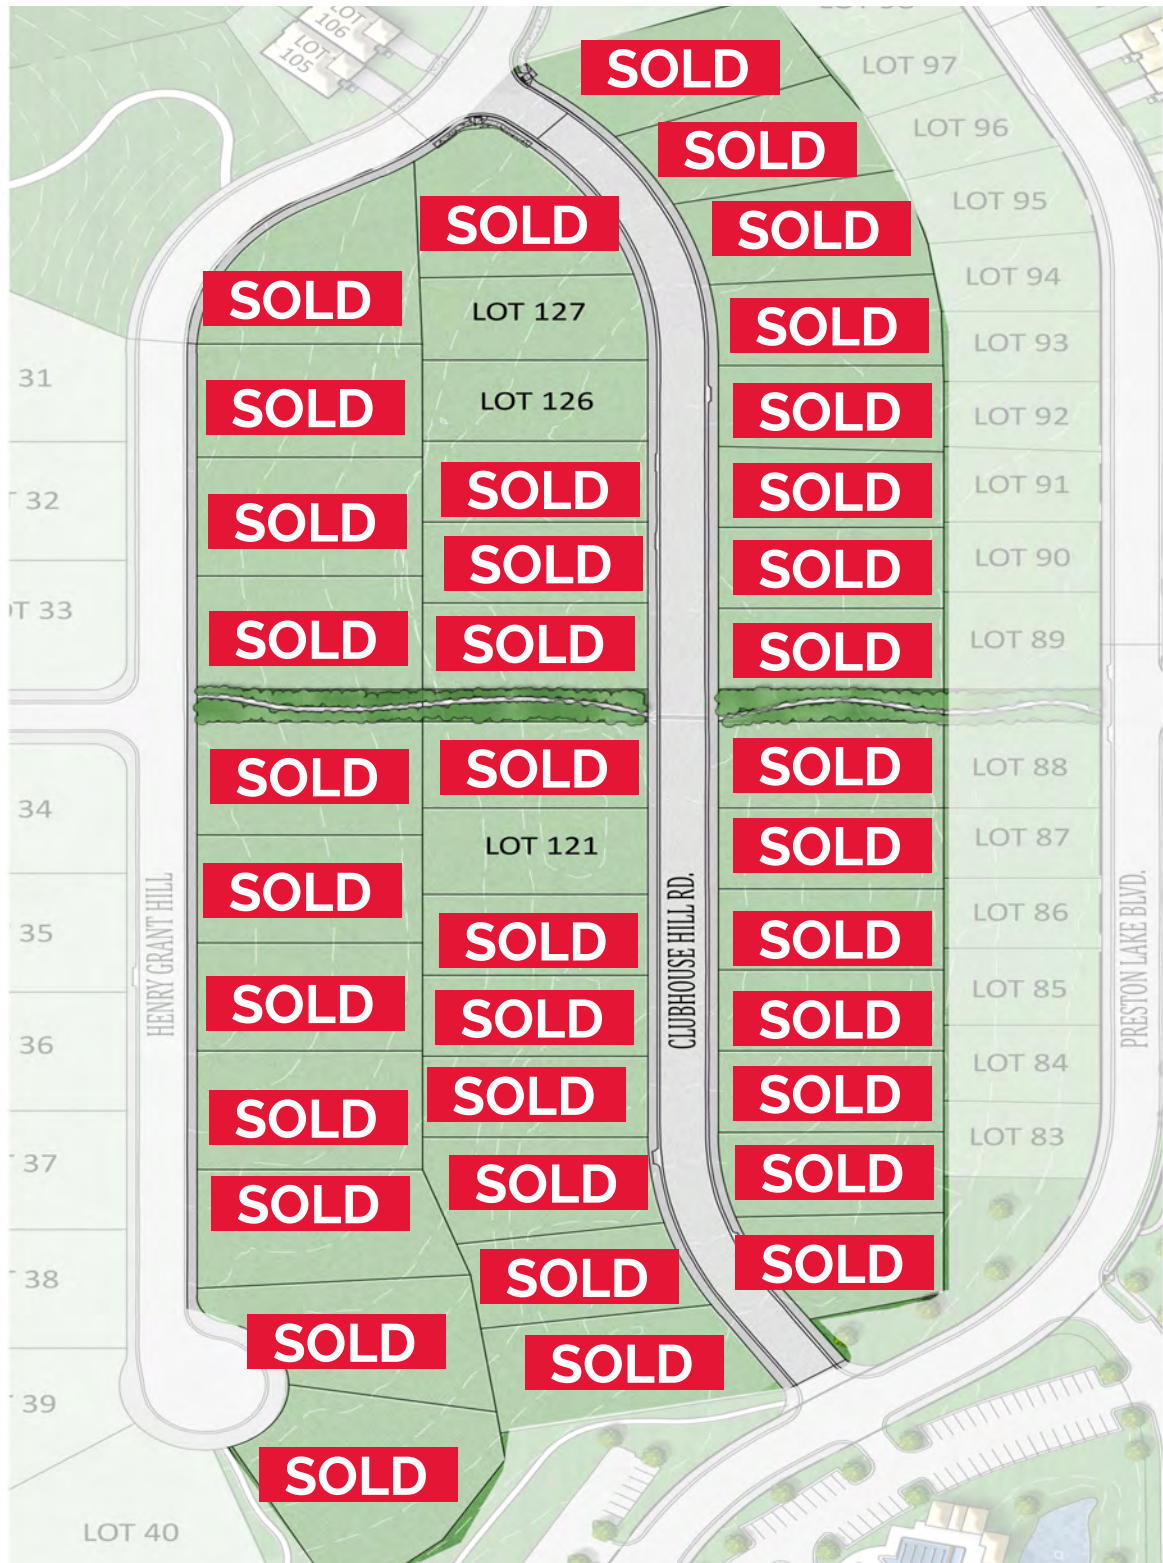 LOT
106
LOT
105
SOLD
LOT 97
SOLD
LOT 96
SOLD
SOLD
LOT 95
SOLD
LOT 127
SOLD
LOT 94
LOT 93
31
SOLD
LOT 126
SOLD
LOT 92
32
SOLD
SOLD
SOLD
LOT 91
SOLD
SOLD
LOT 90
33
SOLD
SOLD
SOLD
LOT 89
SOLD
SOLD
SOLD
LOT 88
34
LOT 121
SOLD
LOT 87
HENRY GRANT HILL
SOLD
CLUBHOUSE HILL RD.
PRESTON LAKE BLVD.
35
SOLD
SOLD
LOT 86
SOLD
SOLD
SOLD
LOT 85
36
SOLD
SOLD
SOLD
LOT 84
37
SOLD
SOLD
SOLD
LOT 83
38
SOLD
SOLD
39
SOLD
SOLD
SOLD
LOT 40